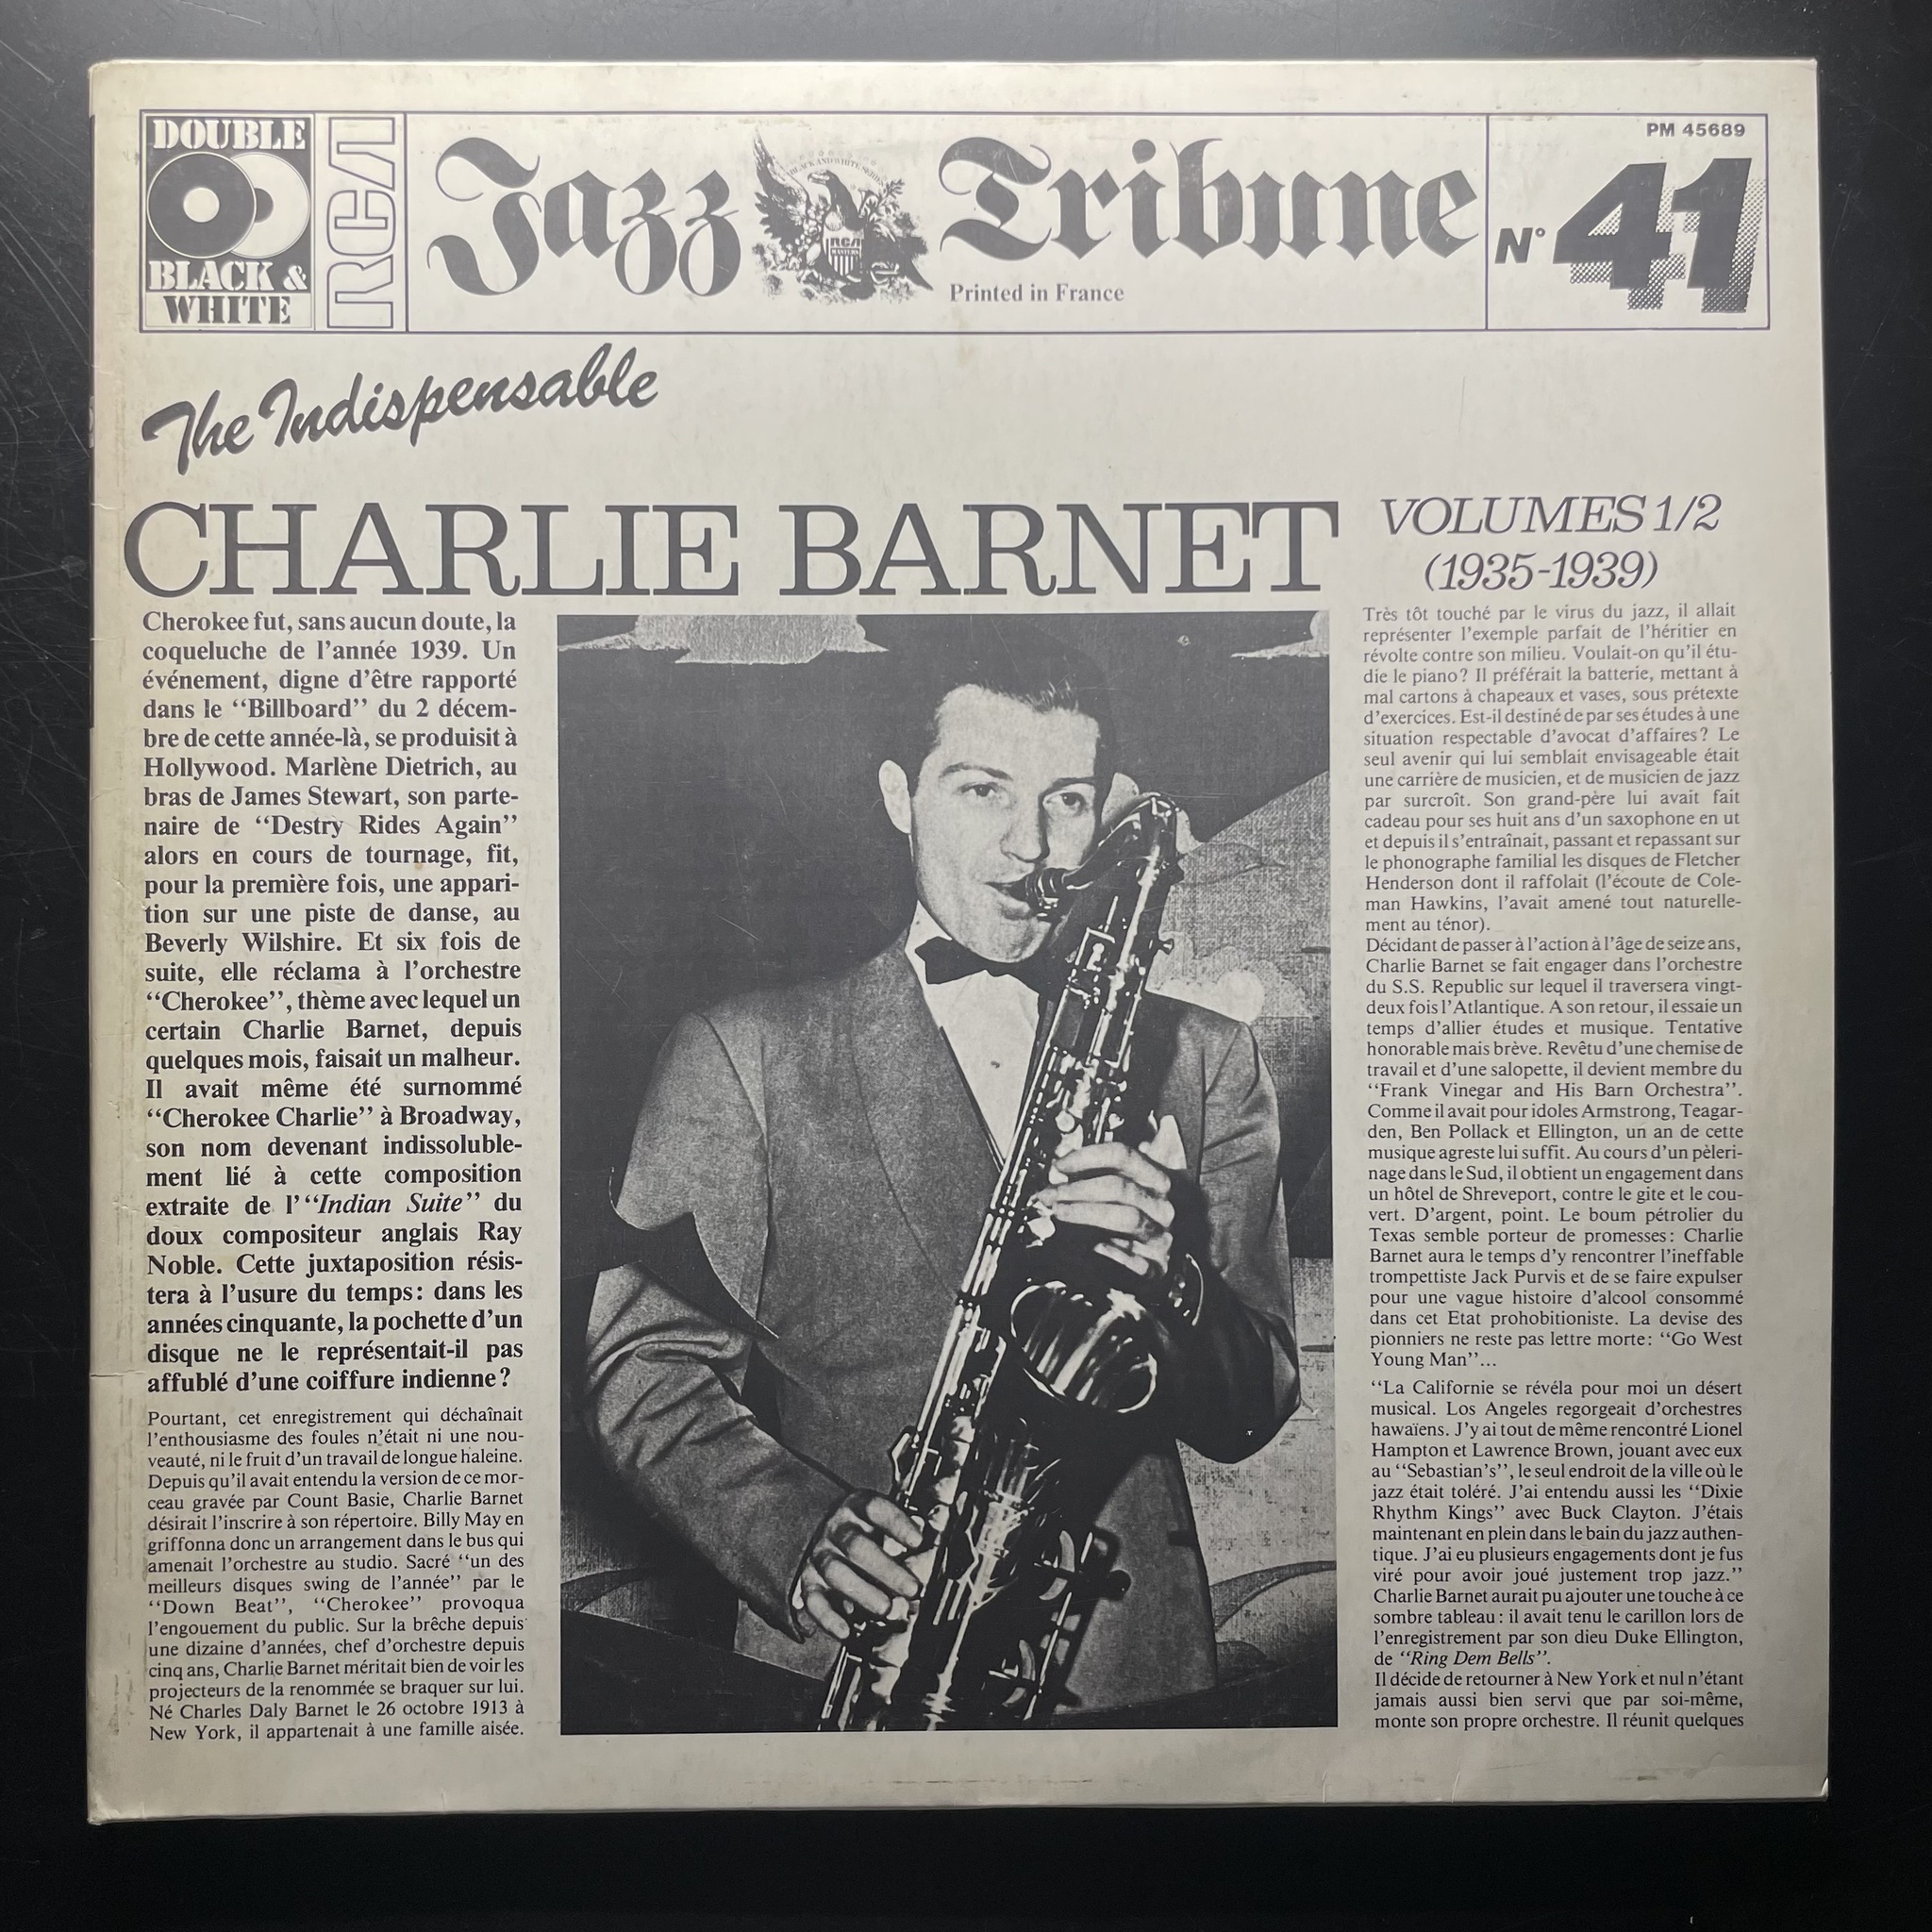 DOUBLE
BLACK &
WHITE
RCA
Jazz Tribune
BLACK AND WHITE SERIES
RCA
Printed in France
PM 45689
N° 41
The Indispensable
CHARLIE BARNET
VOLUMES 1/2
(1935-1939)
Cherokee fut, sans aucun doute, la
coqueluche de l’année 1939. Un
événement, digne d’être rapporté
dans le “Billboard” du 2 décem-
bre de cette année-là, se produisit à
Hollywood. Marlène Dietrich, au
bras de James Stewart, son parte-
naire de “Destry Rides Again”
alors en cours de tournage, fit,
pour la première fois, une appari-
tion sur une piste de danse, au
Beverly Wilshire. Et six fois de
suite, elle réclama à l’orchestre
“Cherokee”, thème avec lequel un
certain Charlie Barnet, depuis
quelques mois, faisait un malheur.
Il avait même été surnommé
“Cherokee Charlie” à Broadway,
son nom devenant indissoluble-
ment lié à cette composition
extraite de l’“Indian Suite” du
doux compositeur anglais Ray
Noble. Cette juxtaposition résis-
tera à l’usure du temps: dans les
années cinquante, la pochette d’un
disque ne le représentait-il pas
affublé d’une coiffure indienne?
Pourtant, cet enregistrement qui déchaînait
l’enthousiasme des foules n’était ni une nou-
veauté, ni le fruit d’un travail de longue haleine.
Depuis qu’il avait entendu la version de ce mor-
ceau gravée par Count Basie, Charlie Barnet
désirait l’inscrire à son répertoire. Billy May en
griffonna donc un arrangement dans le bus qui
amenait l’orchestre au studio. Sacré “un des
meilleurs disques swing de l’année” par le
“Down Beat”, “Cherokee” provoqua
l’engouement du public. Sur la brêche depuis
une dizaine d’années, chef d’orchestre depuis
cinq ans, Charlie Barnet méritait bien de voir les
projecteurs de la renommée se braquer sur lui.
Né Charles Daly Barnet le 26 octobre 1913 à
New York, il appartenait à une famille aisée.
Très tôt touché par le virus du jazz, il allait
représenter l’exemple parfait de l’héritier en
révolte contre son milieu. Voulait-on qu’il étu-
die le piano? Il préférait la batterie, mettant à
mal cartons à chapeaux et vases, sous prétexte
d’exercices. Est-il destiné de par ses études à une
situation respectable d’avocat d’affaires? Le
seul avenir qui lui semblait envisageable était
une carrière de musicien, et de musicien de jazz
par surcroît. Son grand-père lui avait fait
cadeau pour ses huit ans d’un saxophone en ut
et depuis il s’entraînait, passant et repassant sur
le phonographe familial les disques de Fletcher
Henderson dont il raffolait (l’écoute de Cole-
man Hawkins, l’avait amené tout naturelle-
ment au ténor).
Décidant de passer à l’action à l’âge de seize ans,
Charlie Barnet se fait engager dans l’orchestre
du S.S. Republic sur lequel il traversera vingt-
deux fois l’Atlantique. A son retour, il essaie un
temps d’allier études et musique. Tentative
honorable mais brève. Revêtu d’une chemise de
travail et d’une salopette, il devient membre du
“Frank Vinegar and His Barn Orchestra”.
Comme il avait pour idoles Armstrong, Teagar-
den, Ben Pollack et Ellington, un an de cette
musique agreste lui suffit. Au cours d’un pèleri-
nage dans le Sud, il obtient un engagement dans
un hôtel de Shreveport, contre le gite et le cou-
vert. D’argent, point. Le boum pétrolier du
Texas semble porteur de promesses: Charlie
Barnet aura le temps d’y rencontrer l’ineffable
trompettiste Jack Purvis et de se faire expulser
pour une vague histoire d’alcool consommé
dans cet Etat prohobitioniste. La devise des
pionniers ne reste pas lettre morte: “Go West
Young Man”...
“La Californie se révéla pour moi un désert
musical. Los Angeles regorgeait d’orchestres
hawaïens. J’y ai tout de même rencontré Lionel
Hampton et Lawrence Brown, jouant avec eux
au “Sebastian’s”, le seul endroit de la ville où le
jazz était toléré. J’ai entendu aussi les “Dixie
Rhythm Kings” avec Buck Clayton. J’étais
maintenant en plein dans le bain du jazz authen-
tique. J’ai eu plusieurs engagements dont je fus
viré pour avoir joué justement trop jazz.”
Charlie Barnet aurait pu ajouter une touche à ce
sombre tableau: il avait tenu le carillon lors de
l’enregistrement par son dieu Duke Ellington,
de “Ring Dem Bells”.
Il décide de retourner à New York et nul n’étant
jamais aussi bien servi que par soi-même,
monte son propre orchestre. Il réunit quelques